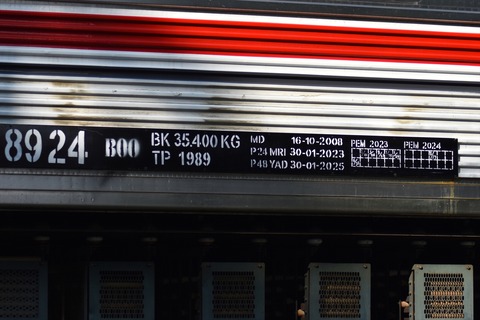 8924 BOO
BK 35.400 KG
TP 1989
MD 16-10-2008
P24 MRI 30-01-2023
P48 YAD 30-01-2025
PEM 2023
PEM 2024